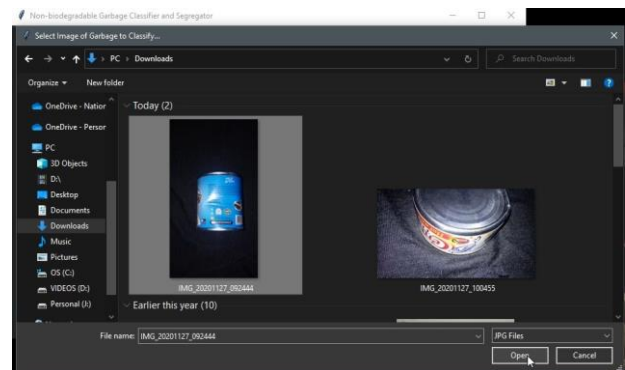 Non-biodegradable Garbage Classifier and Segregator
Select Image of Garbage to Classify...
PC › Downloads
Search Downloads
Organize
New folder
OneDrive - Natior
Today (2)
OneDrive - Persor
PC
3D Objects
D:\
Desktop
Documents
Downloads
Music
Pictures
OS (C:)
VIDEOS (D:)
Personal (J:)
IMG_20201127_092444
IMG_20201127_100455
Earlier this year (10)
File name:
IMG_20201127_092444
JPG Files
Open
Cancel